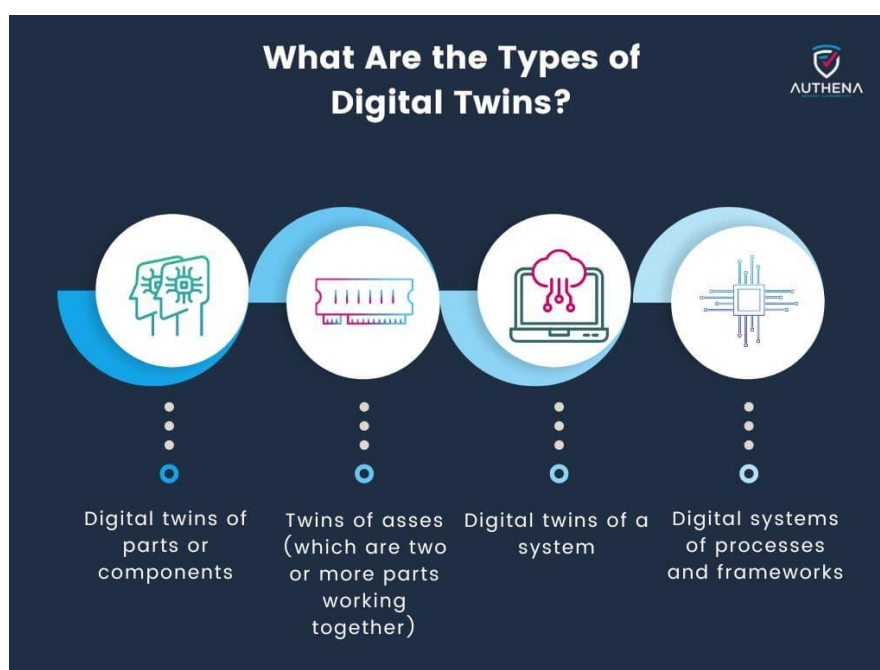 What Are the Types of
Digital Twins?
AUTHENA
Digital twins of
parts or
components
Twins of asses
(which are two
or more parts
working
together)
Digital twins of a
system
Digital systems
of processes
and frameworks